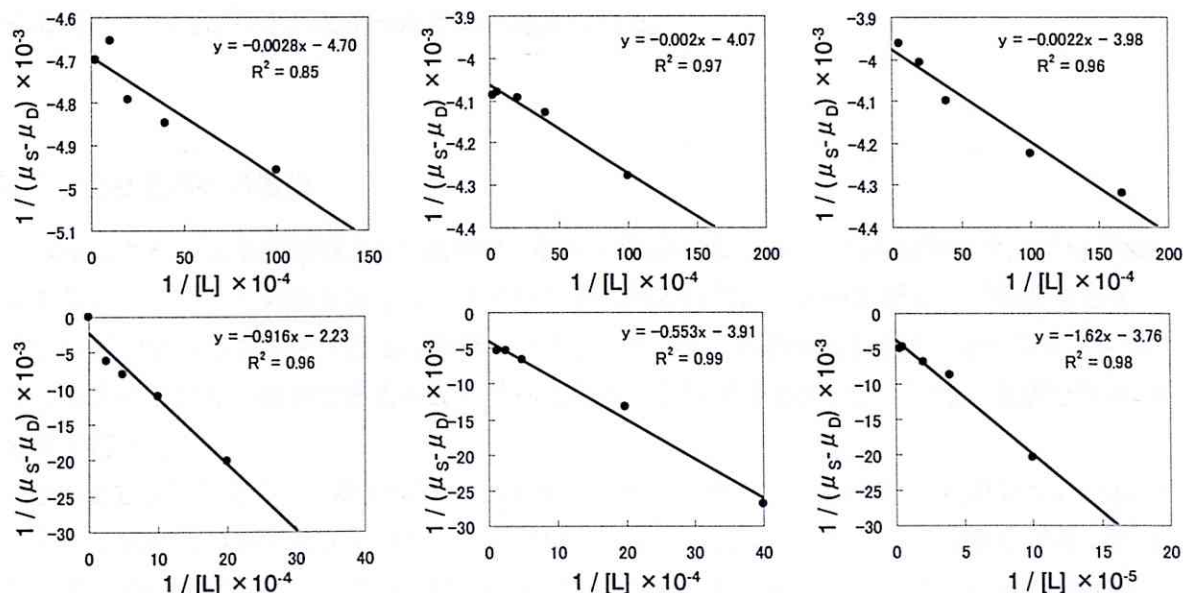 1 / (μS-μD) ×10-3
-4.6
-4.7
-4.8
-4.9
-5
-5.1
y = -0.0028x - 4.70
R2 = 0.85
0
50
100
150
1 / [L] ×10-4
1 / (μS-μD) ×10-3
-3.9
-4
-4.1
-4.2
-4.3
-4.4
y = -0.002x - 4.07
R2 = 0.97
0
50
100
150
200
1 / [L] ×10-4
1 / (μS-μD) ×10-3
-3.9
-4
-4.1
-4.2
-4.3
-4.4
y = -0.0022x - 3.98
R2 = 0.96
0
50
100
150
200
1 / [L] ×10-4
1 / (μS-μD) ×10-3
0
-5
-10
-15
-20
-25
-30
y = -0.916x - 2.23
R2 = 0.96
0
10
20
30
40
1 / [L] ×10-4
1 / (μS-μD) ×10-3
0
-5
-10
-15
-20
-25
-30
y = -0.553x - 3.91
R2 = 0.99
0
10
20
30
40
1 / [L] ×10-4
1 / (μS-μD) ×10-3
0
-5
-10
-15
-20
-25
-30
y = -1.62x - 3.76
R2 = 0.98
0
5
10
15
20
1 / [L] ×10-5